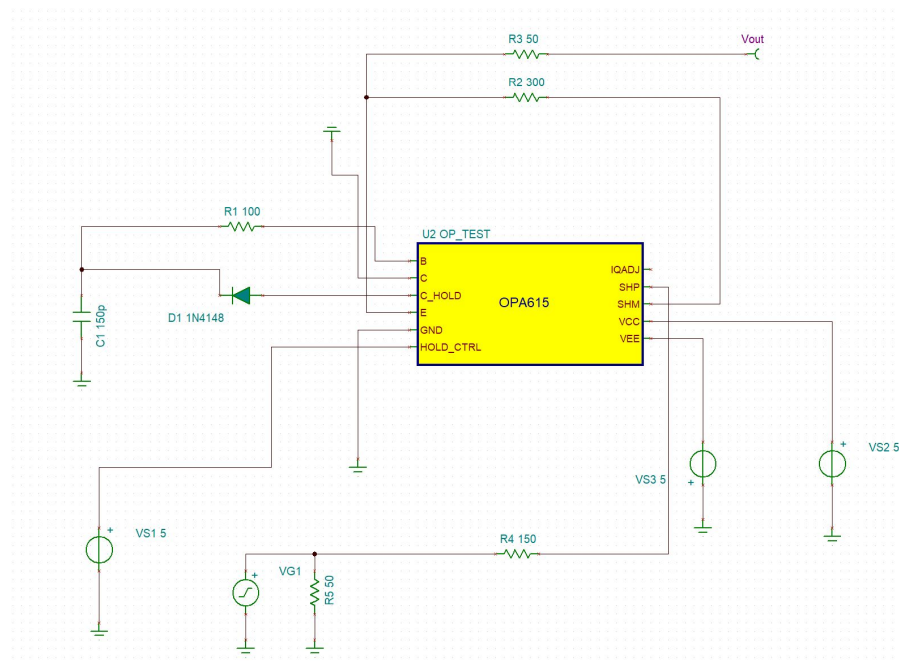 R3 50
Vout
R2 300
R1 100
U2 OP_TEST
B
C
C_HOLD
E
GND
HOLD_CTRL
OPA615
IQADJ
SHP
SHM
VCC
VEE
D1 1N4148
C1 150p
VS3 5
VS2 5
VS1 5
R4 150
VG1
R5 50